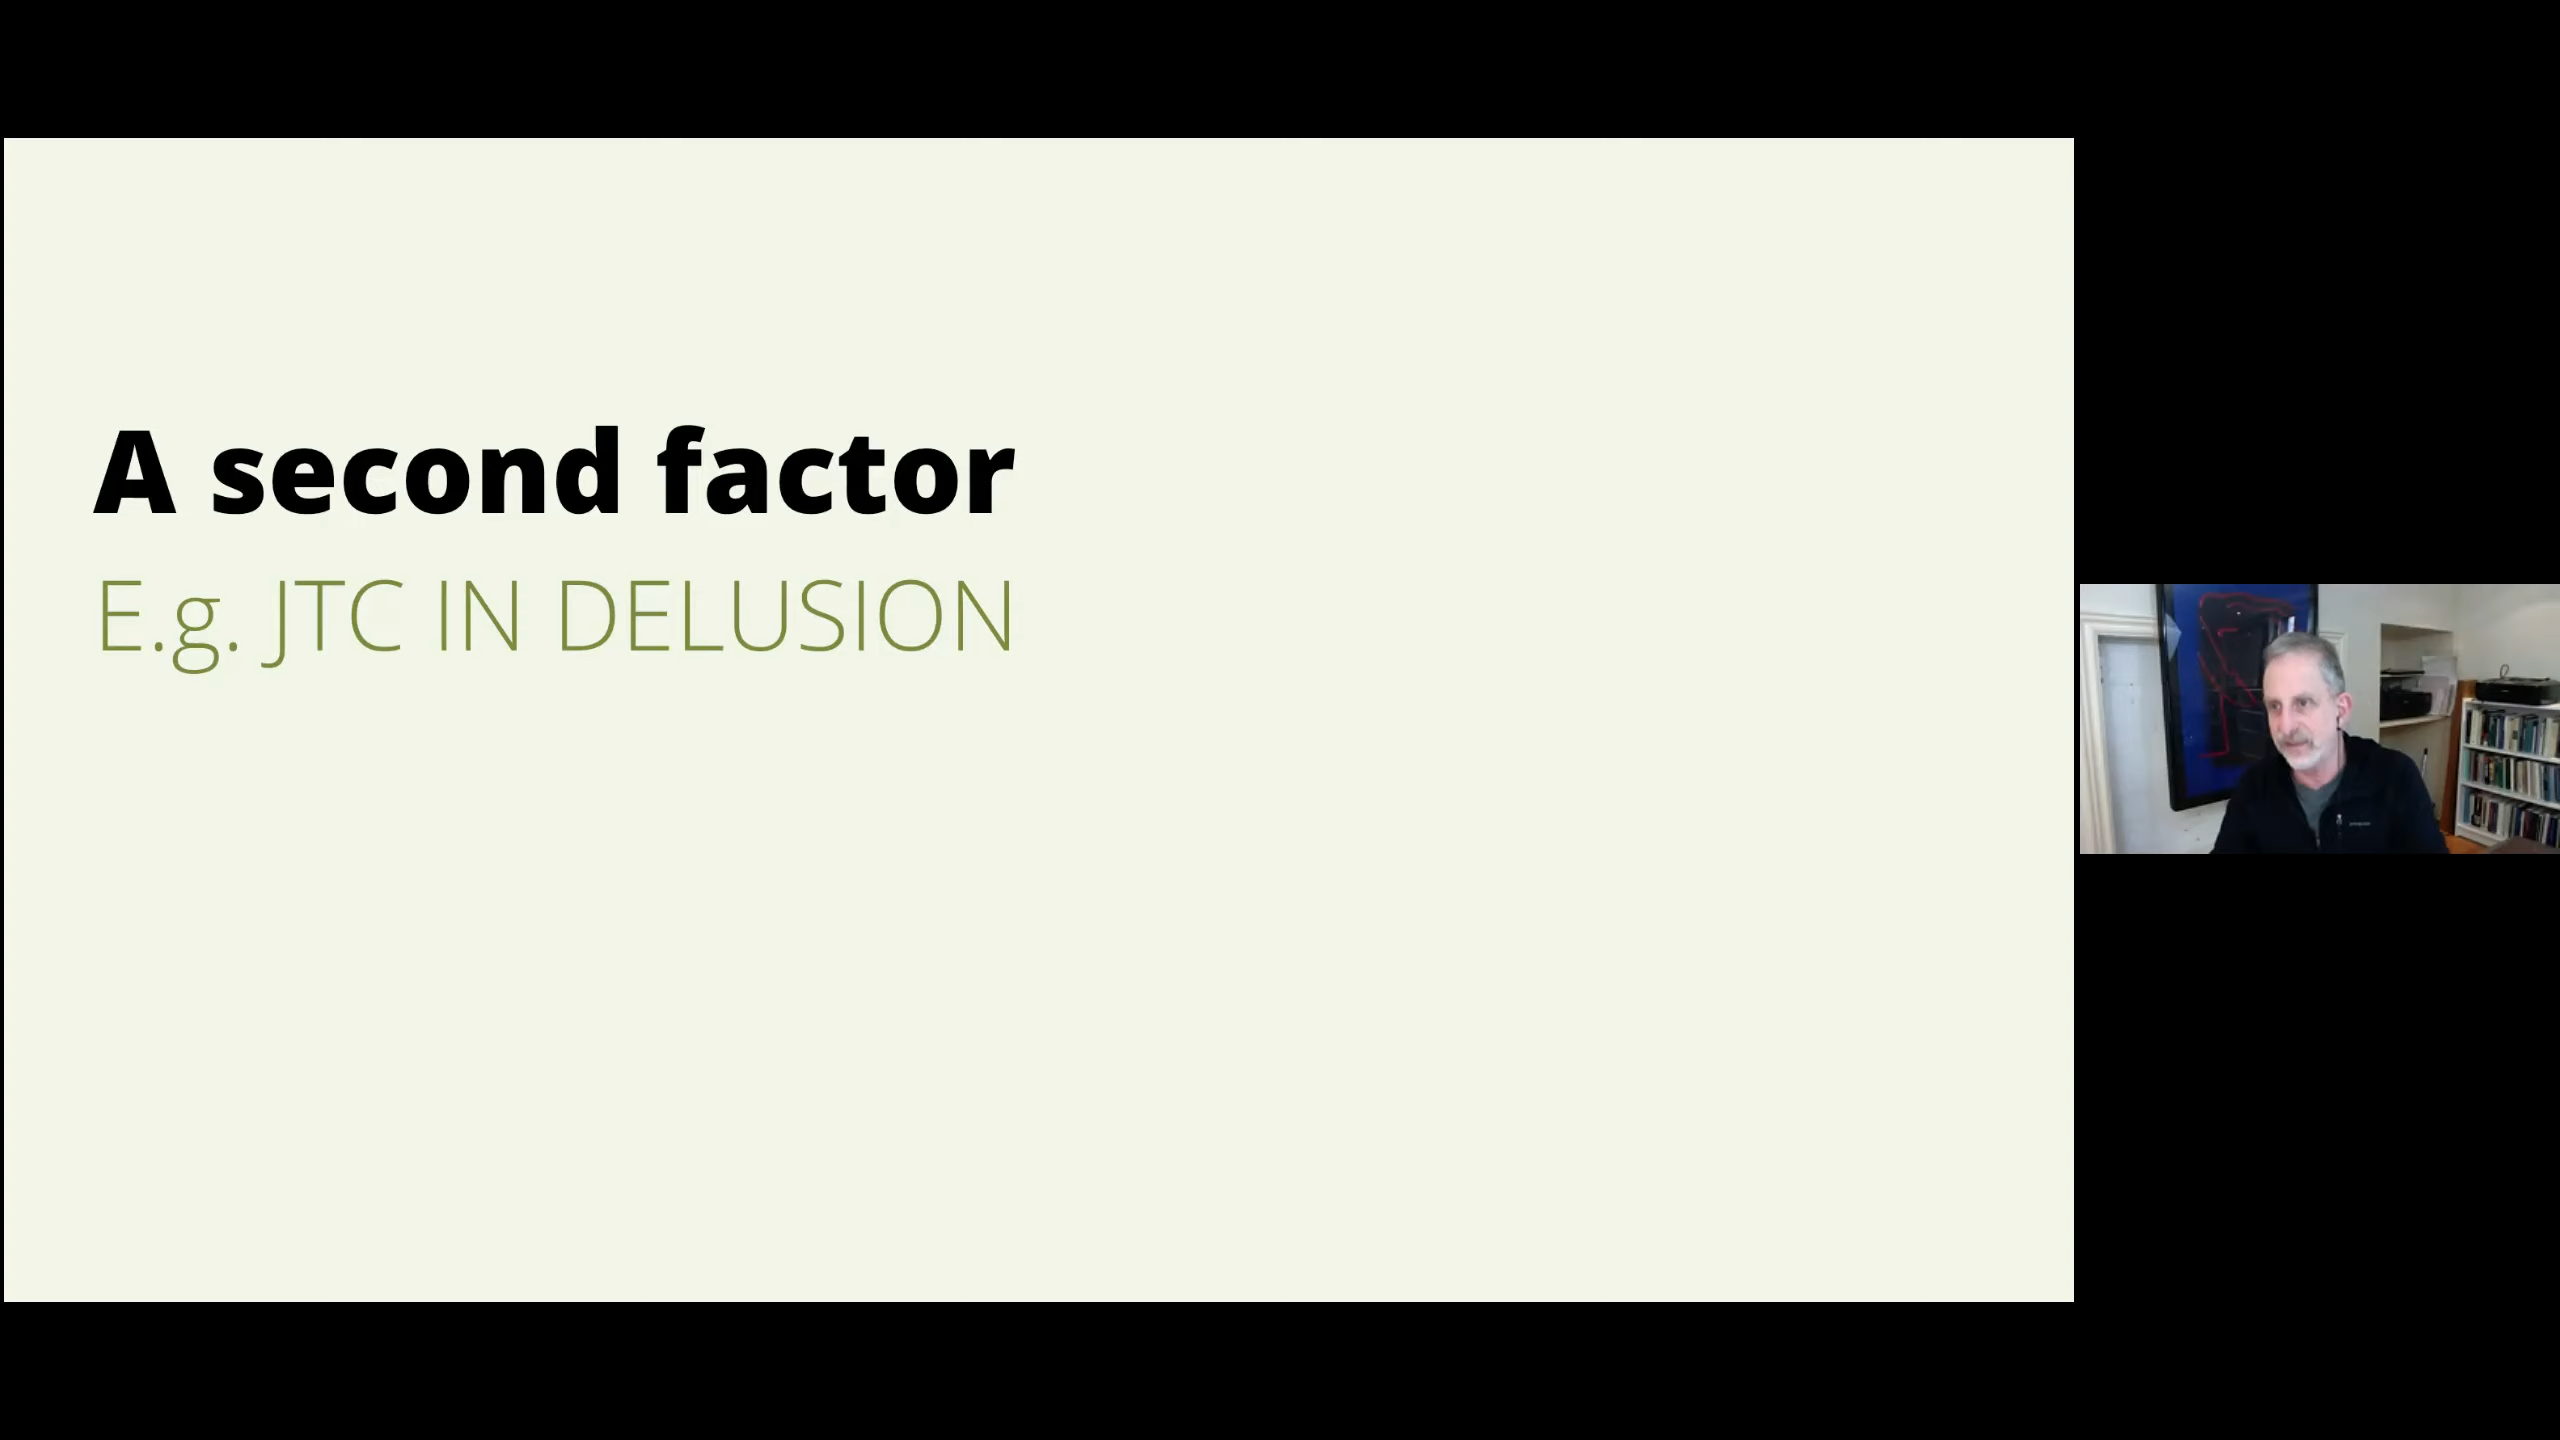 A second factor
E.g. JTC IN DELUSION